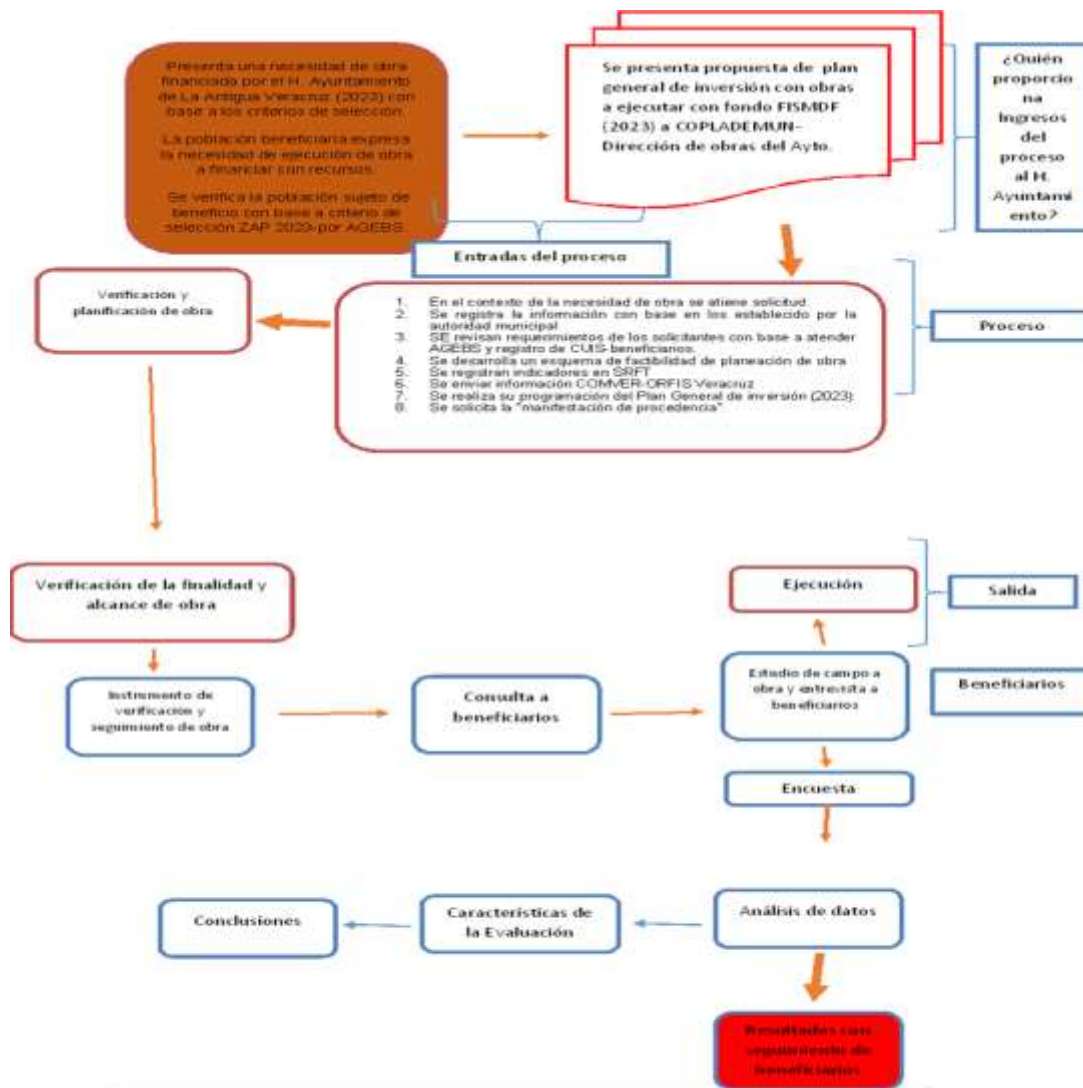 Presenta una necesidad de obra
financiada por el H. Ayuntamiento
de La Antigua Veracruz (2023) con
base a los criterios de selección.
La población beneficiaria expresa
la necesidad de ejecución de obra
a financiar con recursos.
Se verifica la población sujeto de
beneficio con base a criterio de
selección ZAP 2023 por AGEBS
Se presenta propuesta de plan
general de inversión con obras
a ejecutar con fondo FISMDF
(2023) a COPLADEMUN-
Dirección de obras del Ayto.
¿Quién
proporcio
na
Ingresos
del
proceso
al H.
Ayuntami
ento?
Entradas del proceso
Verificación y
planificación de obra
1. En el contexto de la necesidad de obra se atiene solicitud
2. Se registra la información con base en los establecido por la
autoridad municipal
3. SE revisan requerimientos de los solicitantes con base a atender
AGEBS y registro de CUIS-beneficiarios.
4. Se desarrolla un esquema de factibilidad de planeación de obra
5. Se registran indicadores en SRFT
6. Se enviar información COMVER-ORFIS Veracruz
7. Se realiza su programación del Plan General de inversión (2023)
8. Se solicita la "manifestación de procedencia"
Proceso
Verificación de la finalidad y
alcance de obra
Ejecución
Salida
Instrumento de
verificación y
seguimiento de obra
Consulta a
beneficiarios
Estudio de campo a
obra y entrevista a
beneficiarios
Beneficiarios
Encuesta
Conclusiones
Características de
la Evaluación
Análisis de datos
Resultados con
seguimiento de
beneficiarios